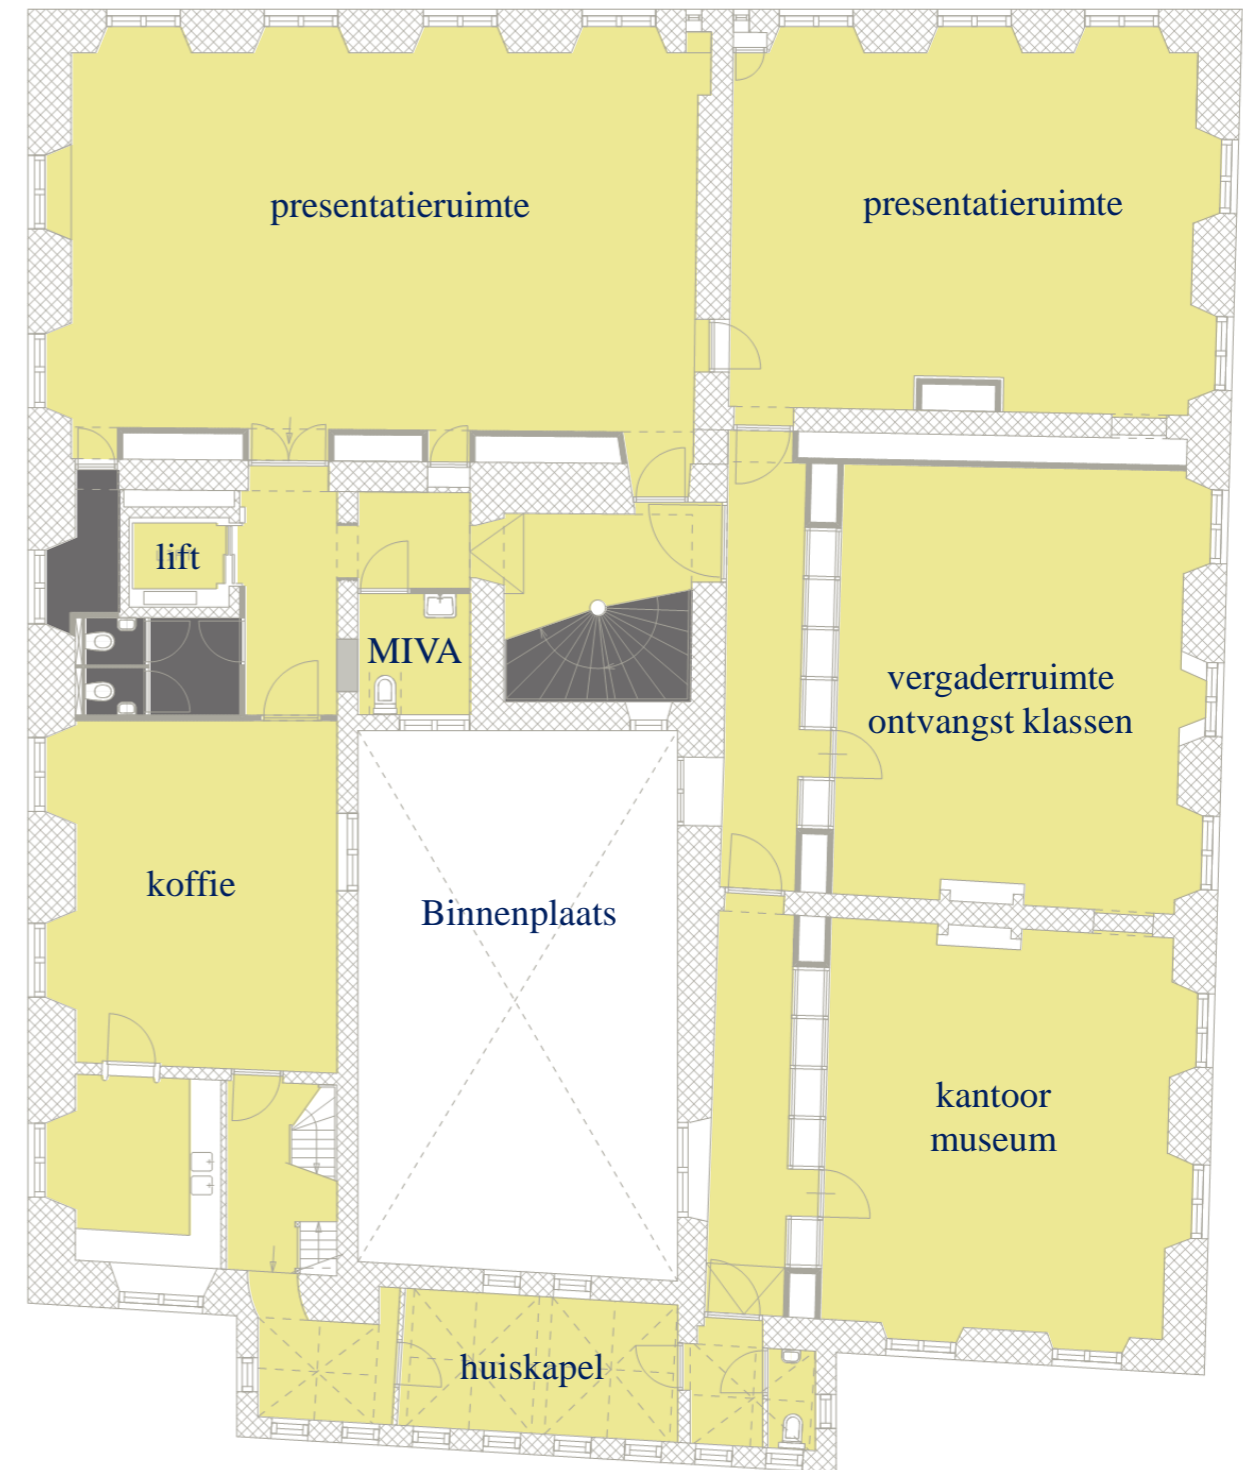 presentatieruimte
presentatieruimte
lift
MIVA
vergaderruimte
ontvangst klassen
koffie
Binnenplaats
kantoor
museum
huiskapel